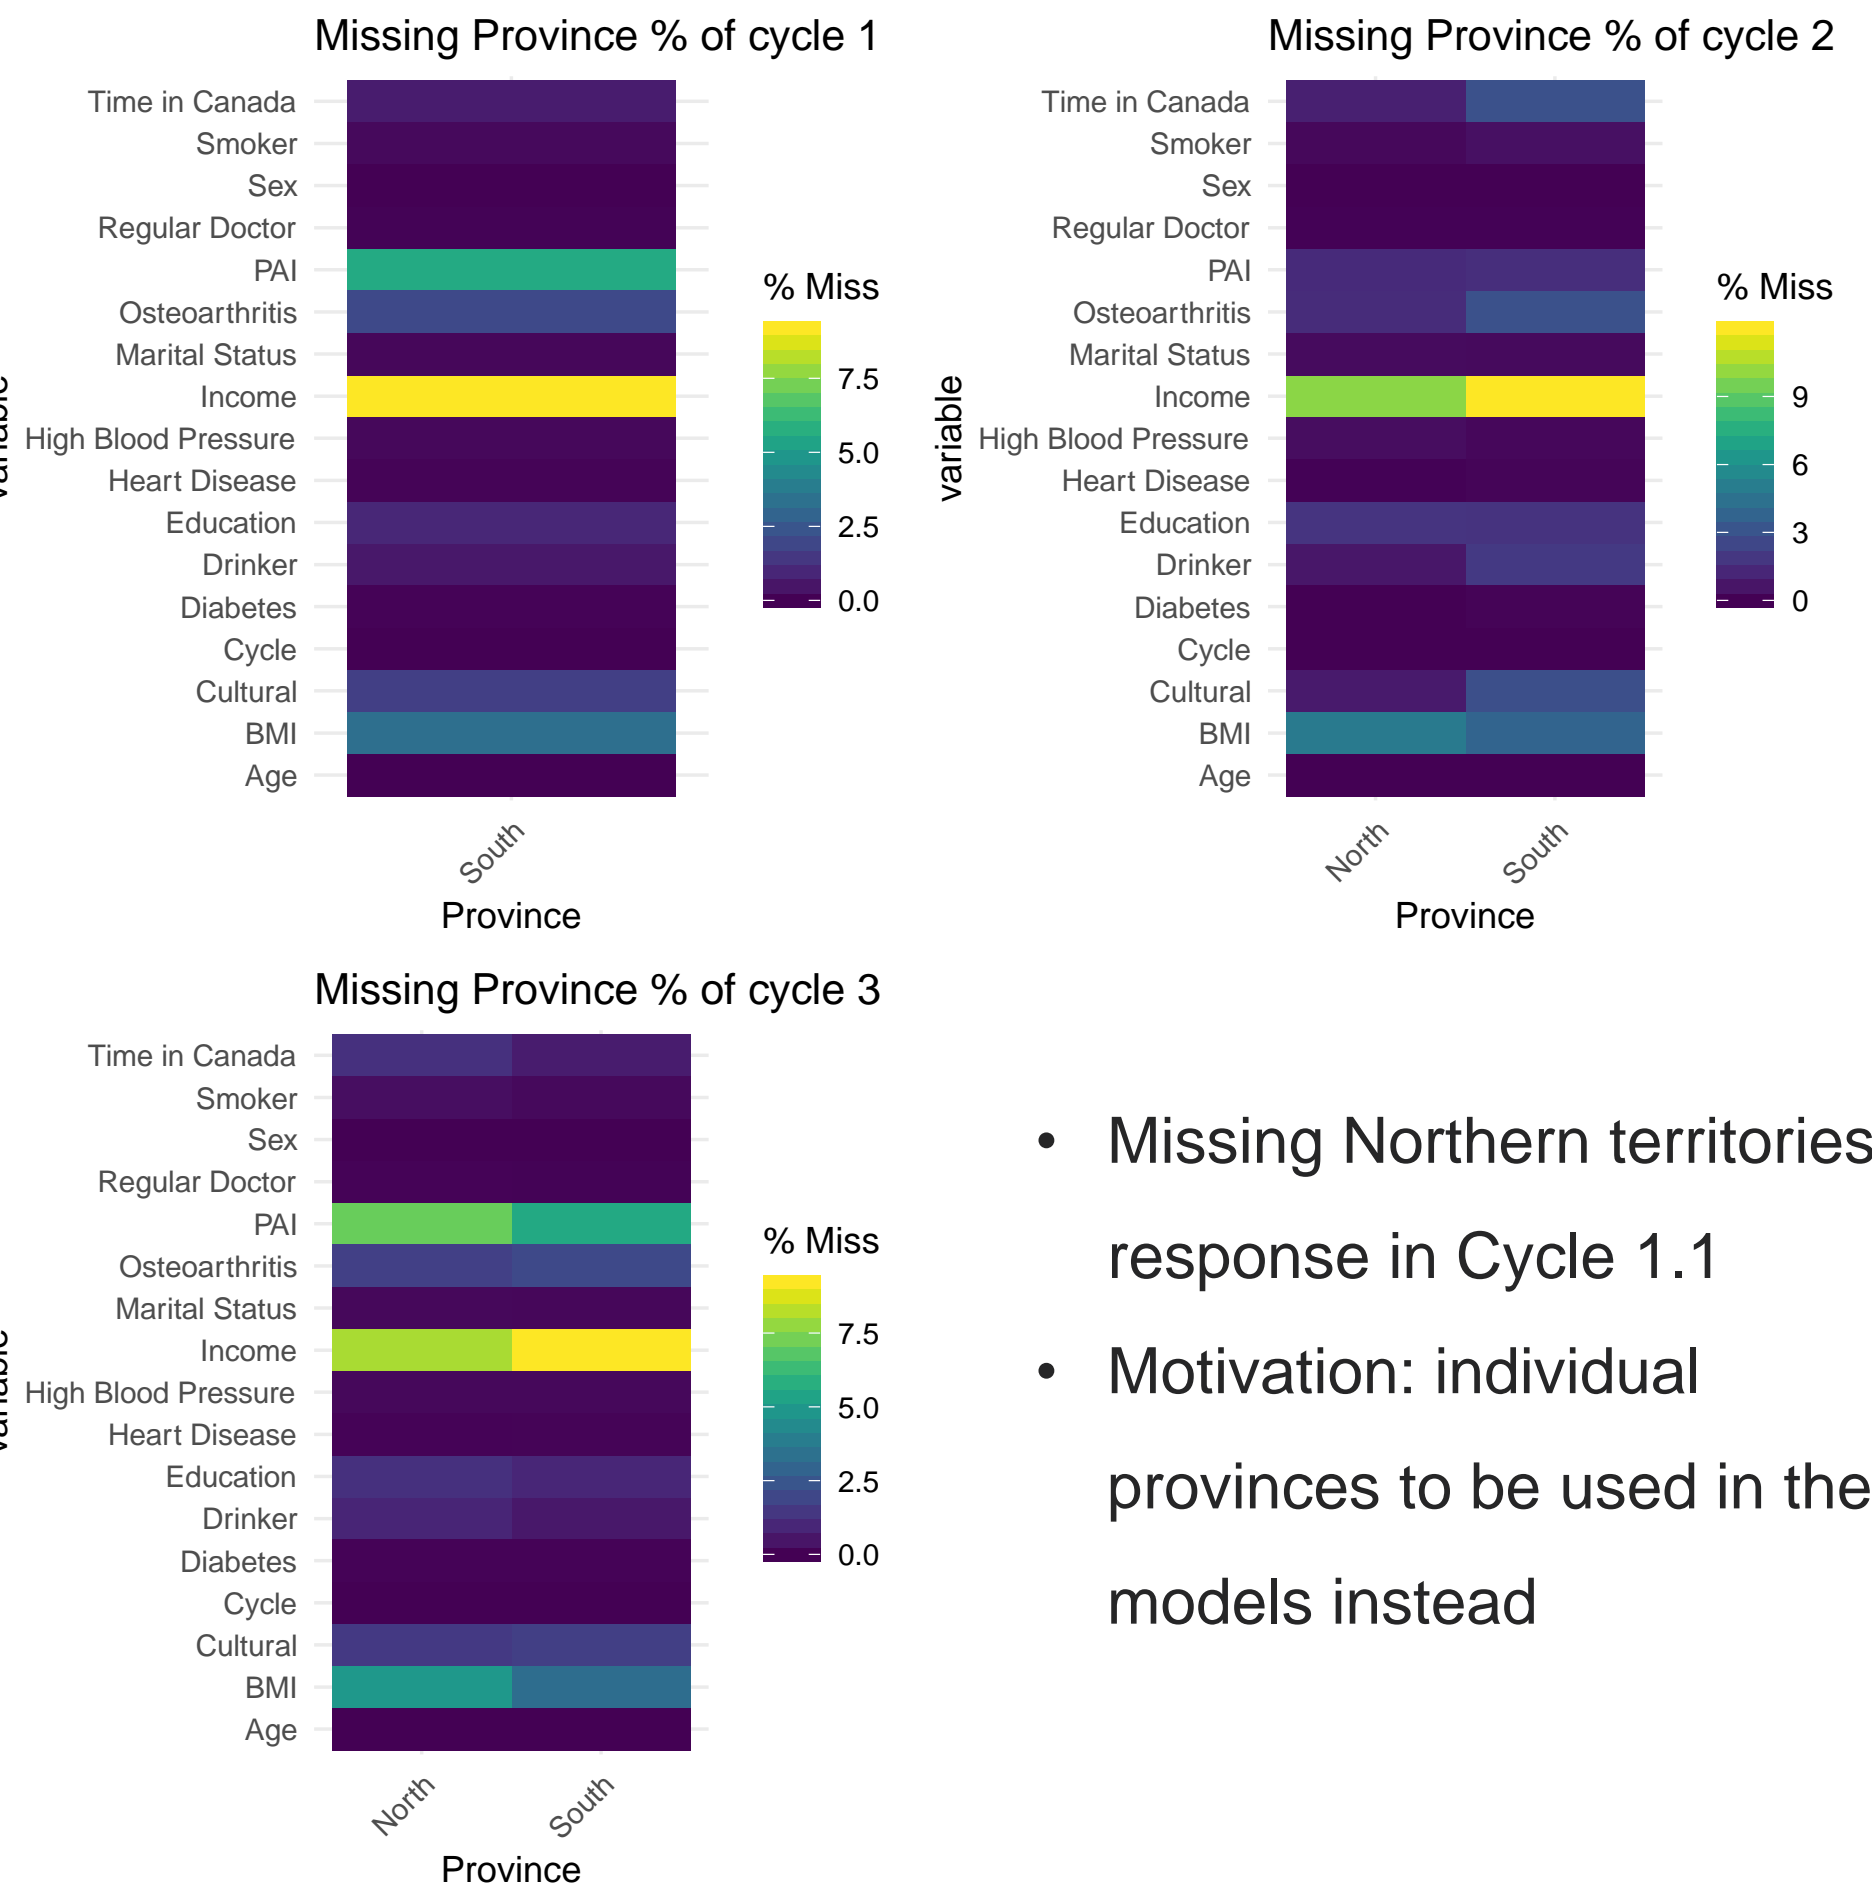 Missing Province % of cycle 1
Time in Canada
Smoker
Sex
Regular Doctor
PAI
Osteoarthritis
Marital Status
Income
High Blood Pressure
Heart Disease
Education
Drinker
Diabetes
Cycle
Cultural
BMI
Age
South
Province
% Miss
7.5
5.0
2.5
0.0
Missing Province % of cycle 2
variable
Time in Canada
Smoker
Sex
Regular Doctor
PAI
Osteoarthritis
Marital Status
Income
High Blood Pressure
Heart Disease
Education
Drinker
Diabetes
Cycle
Cultural
BMI
Age
North
South
Province
% Miss
9
6
3
0
Missing Province % of cycle 3
Time in Canada
Smoker
Sex
Regular Doctor
PAI
Osteoarthritis
Marital Status
Income
High Blood Pressure
Heart Disease
Education
Drinker
Diabetes
Cycle
Cultural
BMI
Age
North
South
Province
% Miss
7.5
5.0
2.5
0.0
• Missing Northern territories
response in Cycle 1.1
• Motivation: individual
provinces to be used in the
models instead